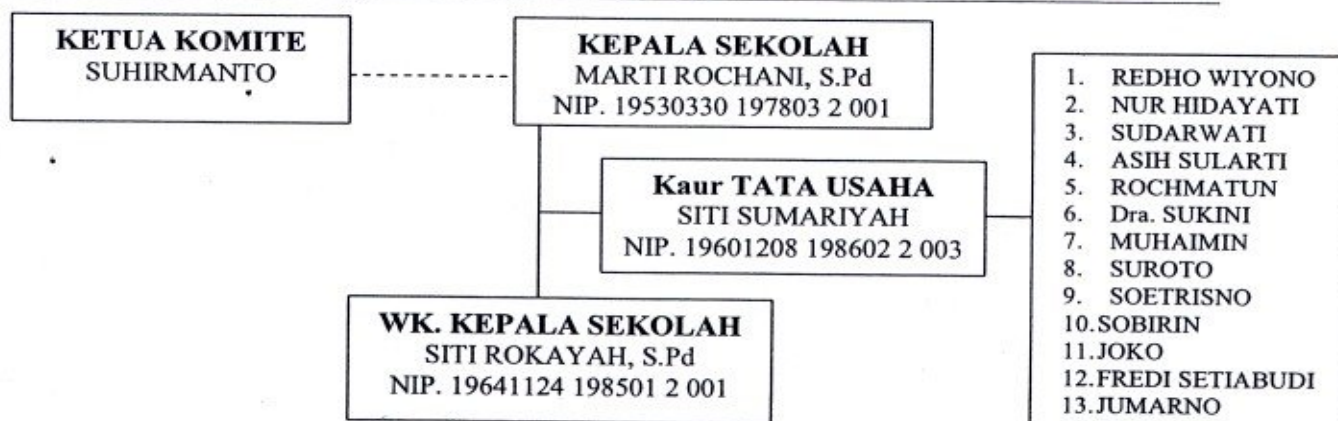 KETUA KOMITE
SUHIRMANTO
KEPALA SEKOLAH
MARTI ROCHANI, S.Pd
NIP. 19530330 197803 2 001
Kaur TATA USAHA
SITI SUMARIYAH
NIP. 19601208 198602 2 003
WK. KEPALA SEKOLAH
SITI ROKAYAH, S.Pd
NIP. 19641124 198501 2 001
1. REDHO WIYONO
2. NUR HIDAYATI
3. SUDARWATI
4. ASIH SULARTI
5. ROCHMATUN
6. Dra. SUKINI
7. MUHAIMIN
8. SUROTO
9. SOETRISNO
10.SOBIRIN
11.JOKO
12.FREDI SETIABUDI
13.JUMARNO